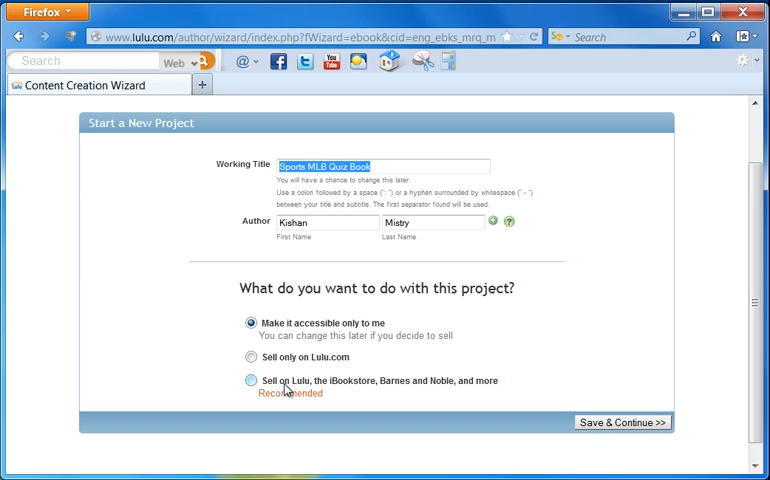 Firefox
www.lulu.com/author/wizard/index.php?fWizard=ebook&cid=eng_ebks_mrq_m
Search
Search
Web
Content Creation Wizard
Start a New Project
Working Title
Sports MLB Quiz Book
You will have a chance to change this later.
Use a colon followed by a space (": ") or a hyphen surrounded by whitespace (" - ")
between your title and subtitle. The first separator found will be used.
Author
Kishan
Mistry
First Name
Last Name
What do you want to do with this project?
Make it accessible only to me
You can change this later if you decide to sell
Sell only on Lulu.com
Sell on Lulu, the iBookstore, Barnes and Noble, and more
Recommended
Save & Continue >>